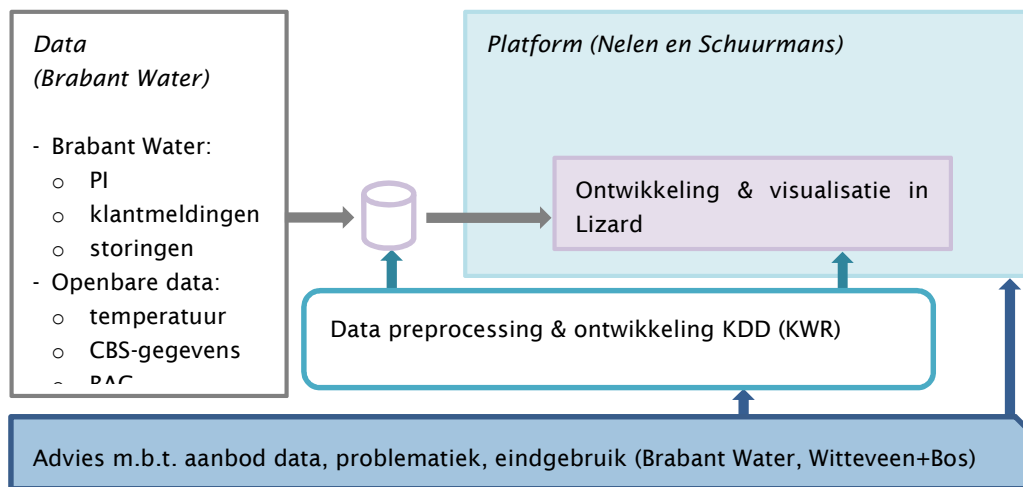 Data
(Brabant Water)
- Brabant Water:
o PI
o klantmeldingen
o storingen
- Openbare data:
o temperatuur
o CBS-gegevens
o BAG
Platform (Nelen en Schuurmans)
Ontwikkeling & visualisatie in
Lizard
Data preprocessing & ontwikkeling KDD (KWR)
Advies m.b.t. aanbod data, problematiek, eindgebruik (Brabant Water, Witteveen+Bos)